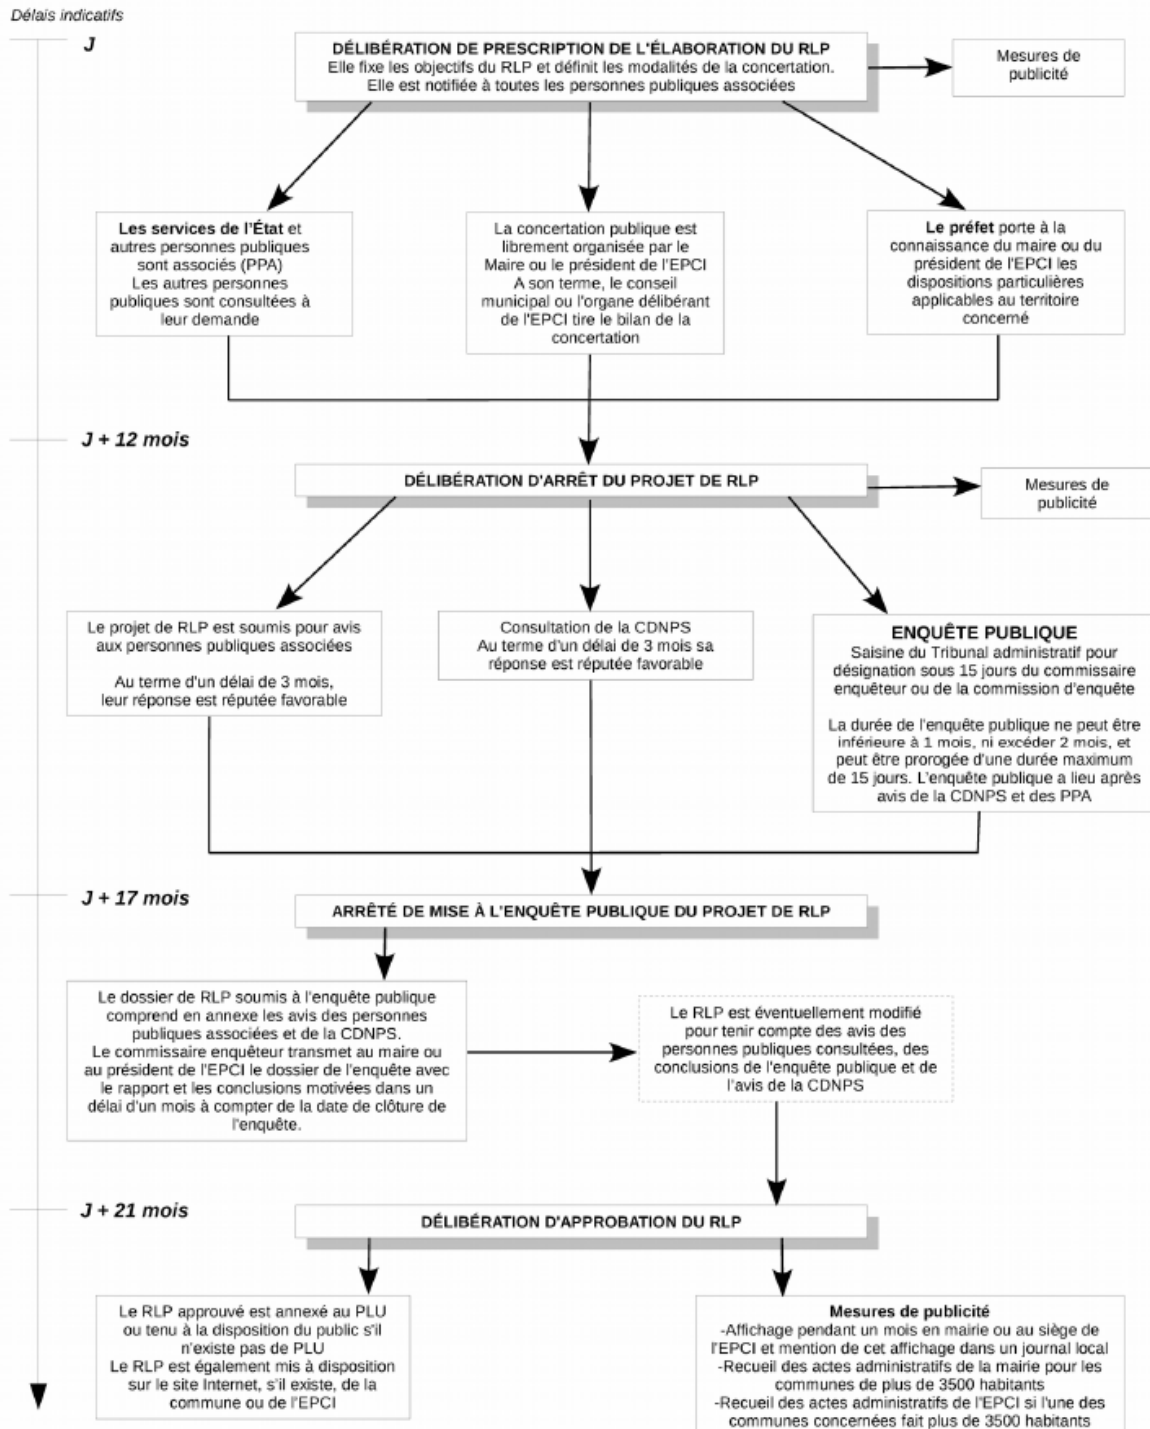 Délais indicatifs
J
DÉLIBÉRATION DE PRESCRIPTION DE L'ÉLABORATION DU RLP
Elle fixe les objectifs du RLP et définit les modalités de la concertation.
Elle est notifiée à toutes les personnes publiques associées
Mesures de
publicité
Les services de l'État et
autres personnes publiques
sont associés (PPA)
Les autres personnes
publiques sont consultées à
leur demande
La concertation publique est
librement organisée par le
Maire ou le président de l'EPCI
A son terme, le conseil
municipal ou l'organe délibérant
de l'EPCI tire le bilan de la
concertation
Le préfet porte à la
connaissance du maire ou du
président de l'EPCI les
dispositions particulières
applicables au territoire
concerné
J + 12 mois
DÉLIBÉRATION D'ARRÊT DU PROJET DE RLP
Mesures de
publicité
Le projet de RLP est soumis pour avis
aux personnes publiques associées
Au terme d'un délai de 3 mois,
leur réponse est réputée favorable
Consultation de la CDNPS
Au terme d'un délai de 3 mois sa
réponse est réputée favorable
ENQUÊTE PUBLIQUE
Saisine du Tribunal administratif pour
désignation sous 15 jours du commissaire
enquêteur ou de la commission d'enquête
La durée de l'enquête publique ne peut être
inférieure à 1 mois, ni excéder 2 mois, et
peut être prorogée d'une durée maximum
de 15 jours. L'enquête publique a lieu après
avis de la CDNPS et des PPA
J + 17 mois
ARRÊTÉ DE MISE À L'ENQUÊTE PUBLIQUE DU PROJET DE RLP
Le dossier de RLP soumis à l'enquête publique
comprend en annexe les avis des personnes
publiques associées et de la CDNPS.
Le commissaire enquêteur transmet au maire ou
au président de l'EPCI le dossier de l'enquête avec
le rapport et les conclusions motivées dans un
délai d'un mois à compter de la date de clôture de
l'enquête.
Le RLP est éventuellement modifié
pour tenir compte des avis des
personnes publiques consultées, des
conclusions de l'enquête publique et de
l'avis de la CDNPS
J + 21 mois
DÉLIBÉRATION D'APPROBATION DU RLP
Le RLP approuvé est annexé au PLU
ou tenu à la disposition du public s'il
n'existe pas de PLU
Le RLP est également mis à disposition
sur le site Internet, s'il existe, de la
commune ou de l'EPCI
Mesures de publicité
-Affichage pendant un mois en mairie ou au siège de
l'EPCI et mention de cet affichage dans un journal local
-Recueil des actes administratifs de la mairie pour les
communes de plus de 3500 habitants
-Recueil des actes administratifs de l'EPCI si l'une des
communes concernées fait plus de 3500 habitants